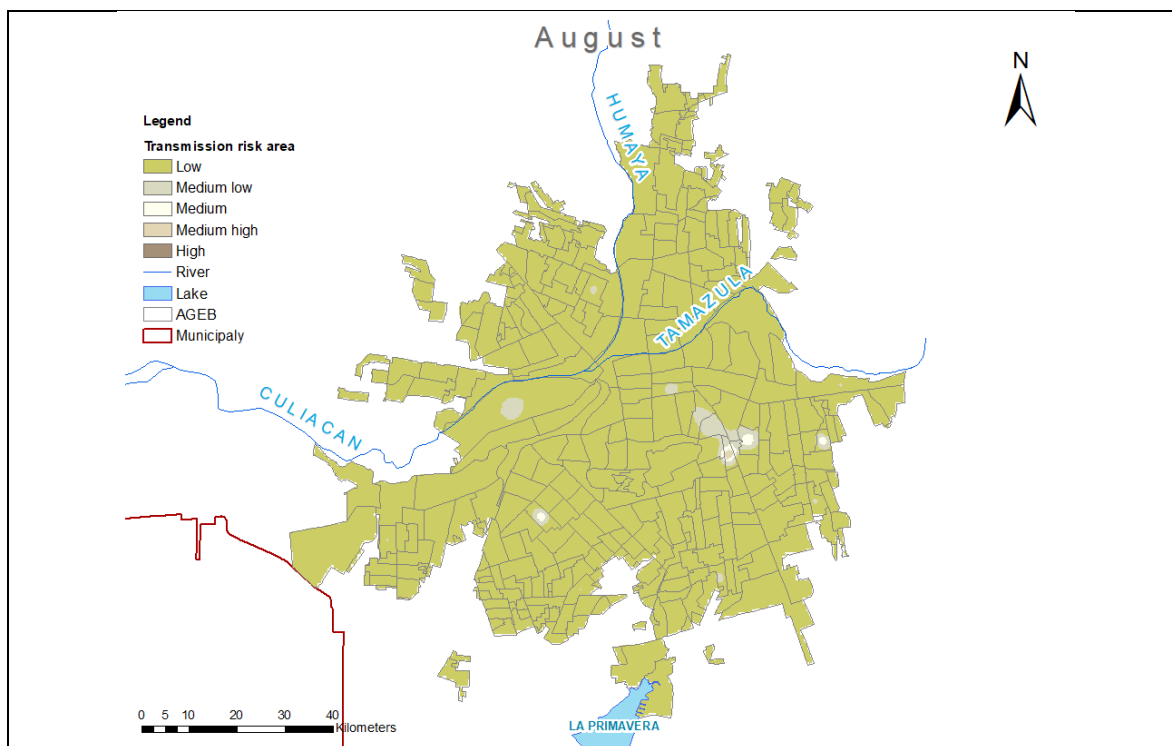 August
N
HUMAYA
Legend
Transmission risk area
Low
Medium low
Medium
Medium high
High
River
Lake
AGEB
Municipaly
TAMAZULA
CULIACAN
0 5 10 20 30 40
Kilometers
LA PRIMAVERA